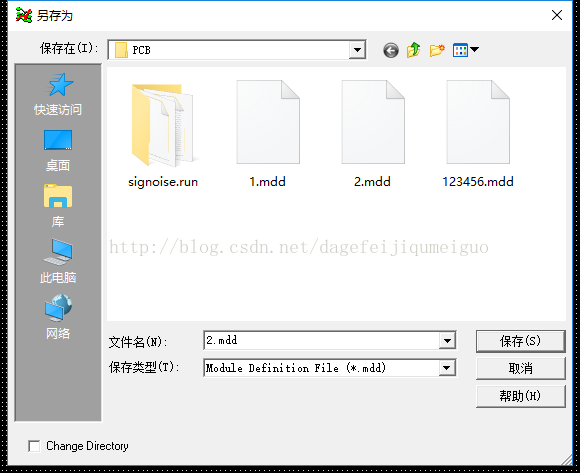 另存为
保存在(I):
PCB
快速访问
桌面
库
此电脑
网络
signoise.run
1.mdd
2.mdd
123456.mdd
http://blog.csdn.net/dagefeijiqumeiguo
文件名(N):
2.mdd
保存(S)
保存类型(T):
Module Definition File (*.mdd)
取消
帮助(H)
Change Directory